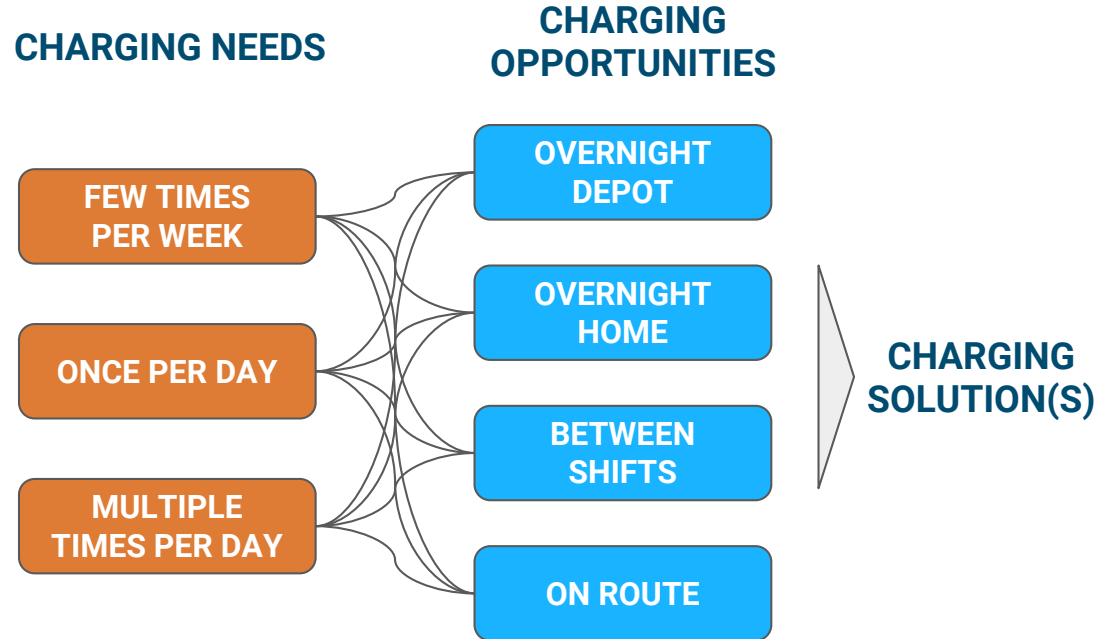 CHARGING NEEDS
CHARGING
OPPORTUNITIES
FEW TIMES
PER WEEK
ONCE PER DAY
MULTIPLE
TIMES PER DAY
OVERNIGHT
DEPOT
OVERNIGHT
HOME
BETWEEN
SHIFTS
ON ROUTE
CHARGING
SOLUTION(S)